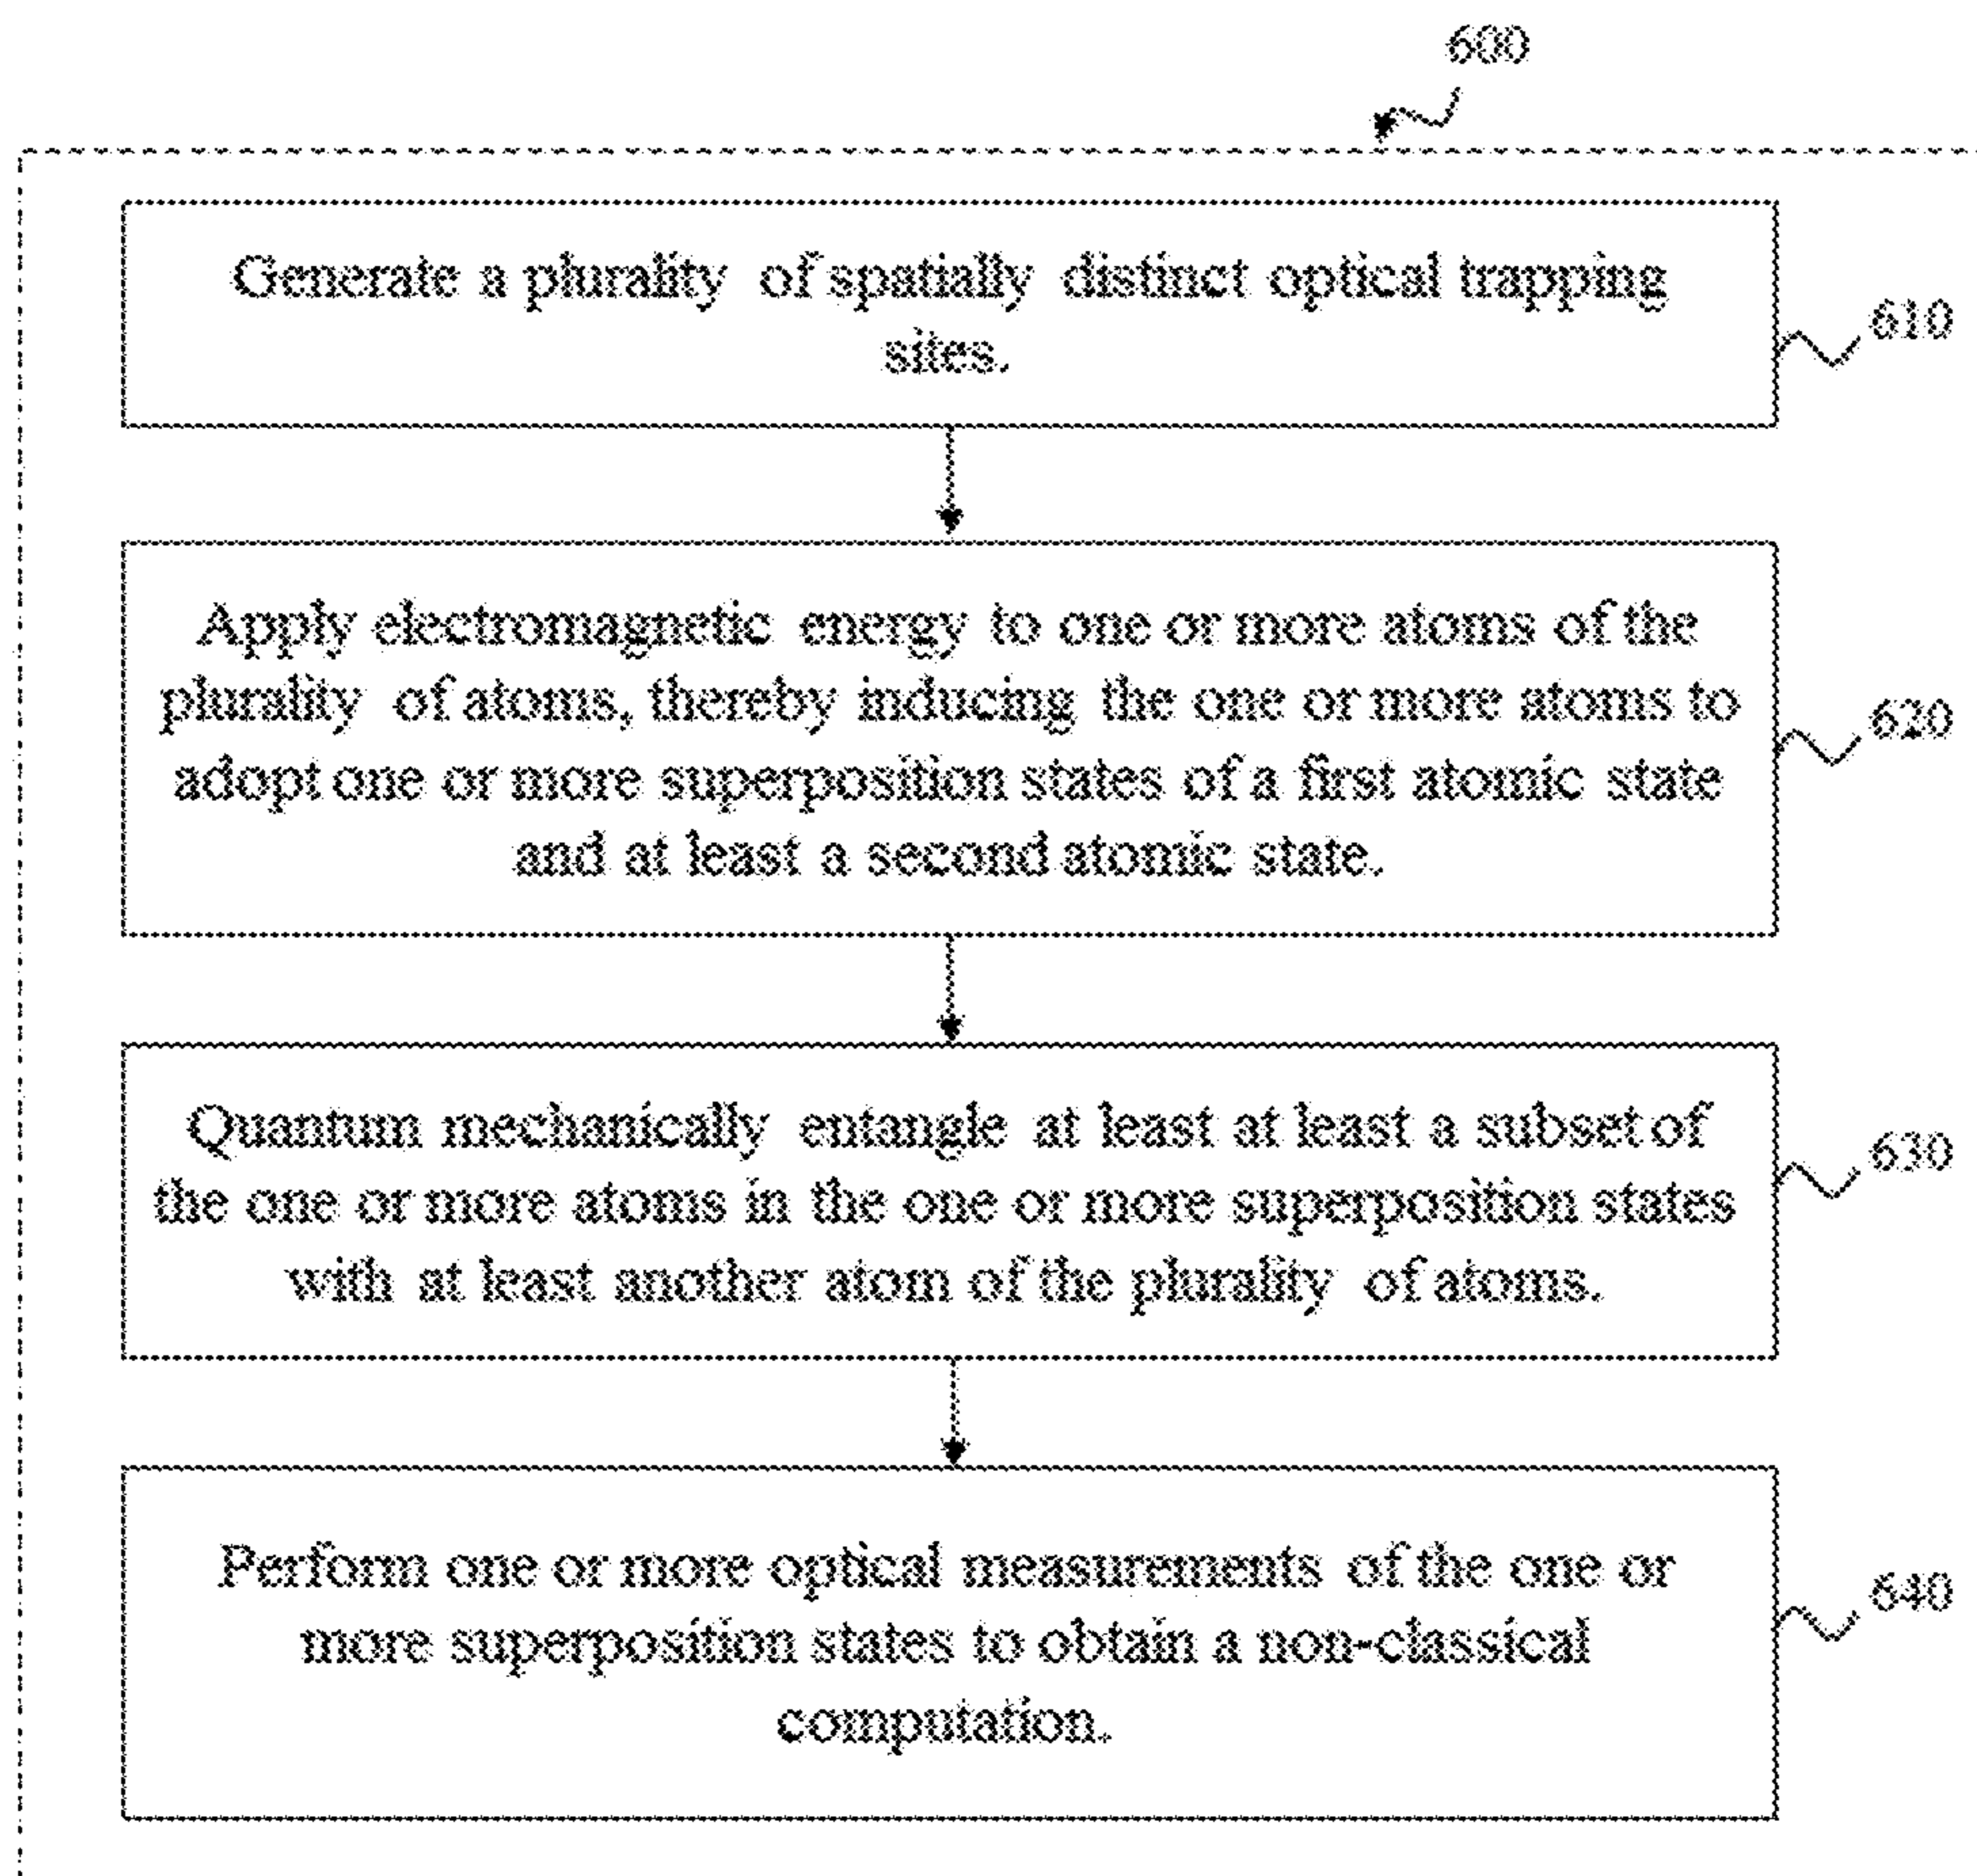 600
Generate a plurality of spatially distinct optical trapping
sites.
610
Apply electromagnetic energy to one or more atoms of the
plurality of atoms, thereby inducing the one or more atoms to
adopt one or more superposition states of a first atomic state
and at least a second atomic state.
620
Quantum mechanically entangle at least at least a subset of
the one or more atoms in the one or more superposition states
with at least another atom of the plurality of atoms.
630
Perform one or more optical measurements of the one or
more superposition states to obtain a non-classical
computation.
640